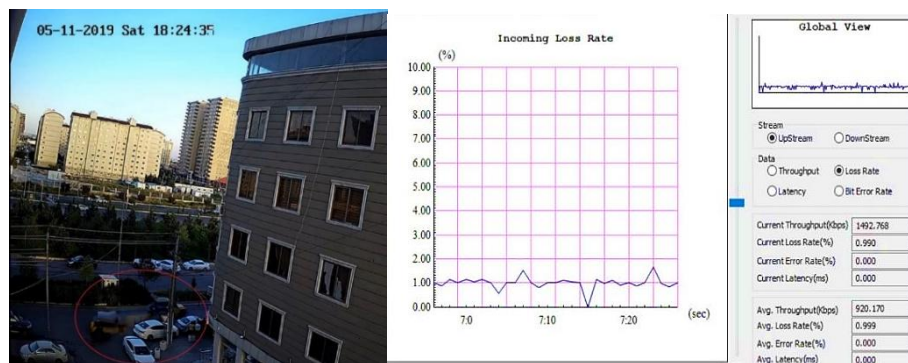 05-11-2019 Sat 18:24:35
Incoming Loss Rate
(%)
10.00
9.00
8.00
7.00
6.00
5.00
4.00
3.00
2.00
1.00
0.00
7:0 7:10 7:20 (sec)
Global View
Stream
UpStream DownStream
Data
Throughput Loss Rate
Latency Bit Error Rate
Current Throughput(Kbps) 1492.768
Current Loss Rate(%) 0.990
Current Error Rate(%) 0.000
Current Latency(ms) 0.000
Avg. Throughput(Kbps) 920.170
Avg. Loss Rate(%) 0.999
Avg. Error Rate(%) 0.000
Avg. Latency(ms) 0.000